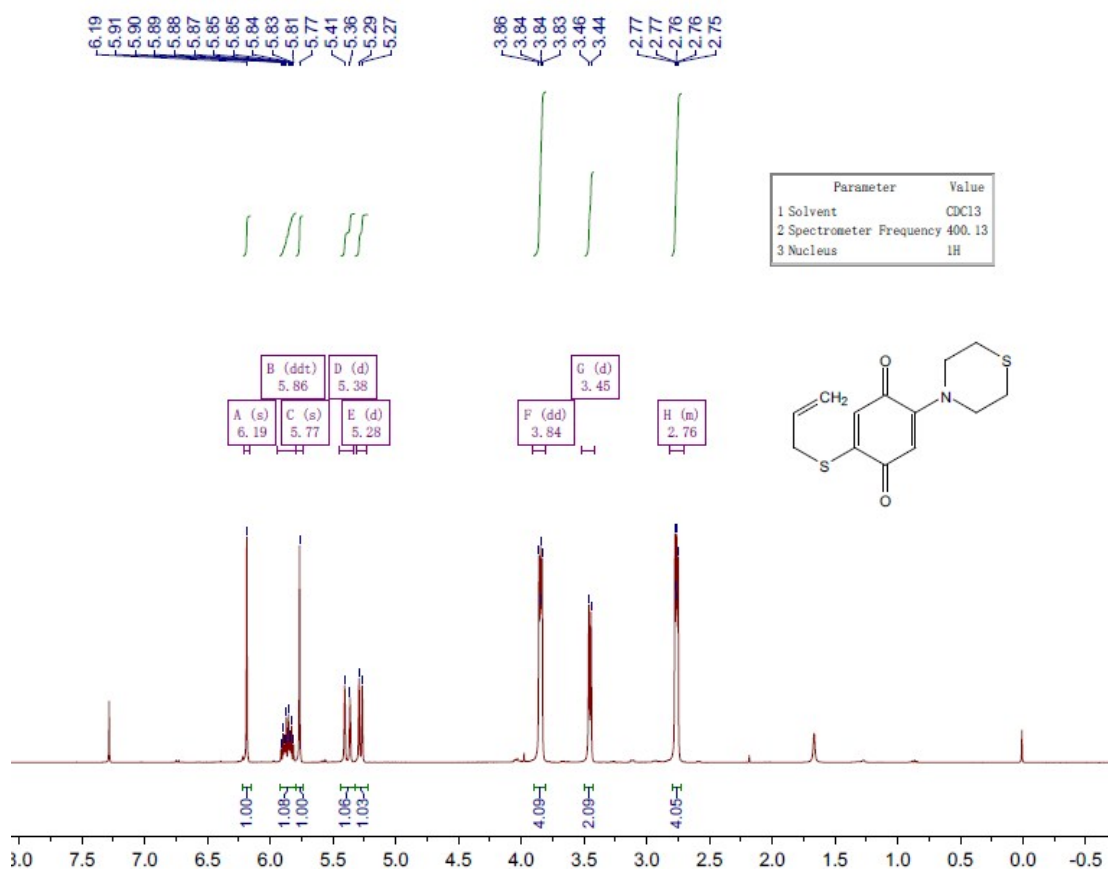 6.19 5.91 5.90 5.89 5.88 5.87 5.85 5.85 5.84 5.83 5.81 5.77 5.41 5.36 5.29 5.27 3.86 3.84 3.84 3.83 3.46 3.44 2.77 2.77 2.76 2.76 2.75
Parameter Value
1 Solvent CDCl3
2 Spectrometer Frequency 400.13
3 Nucleus 1H
B (ddt)
5.86
D (d)
5.38
G (d)
3.45
A (s)
6.19
C (s)
5.77
E (d)
5.28
F (dd)
3.84
H (m)
2.76
O
S
CH2
N
S
O
1.00 1.08 1.00 1.06 1.03 4.09 2.09 4.05
8.0 7.5 7.0 6.5 6.0 5.5 5.0 4.5 4.0 3.5 3.0 2.5 2.0 1.5 1.0 0.5 0.0 -0.5